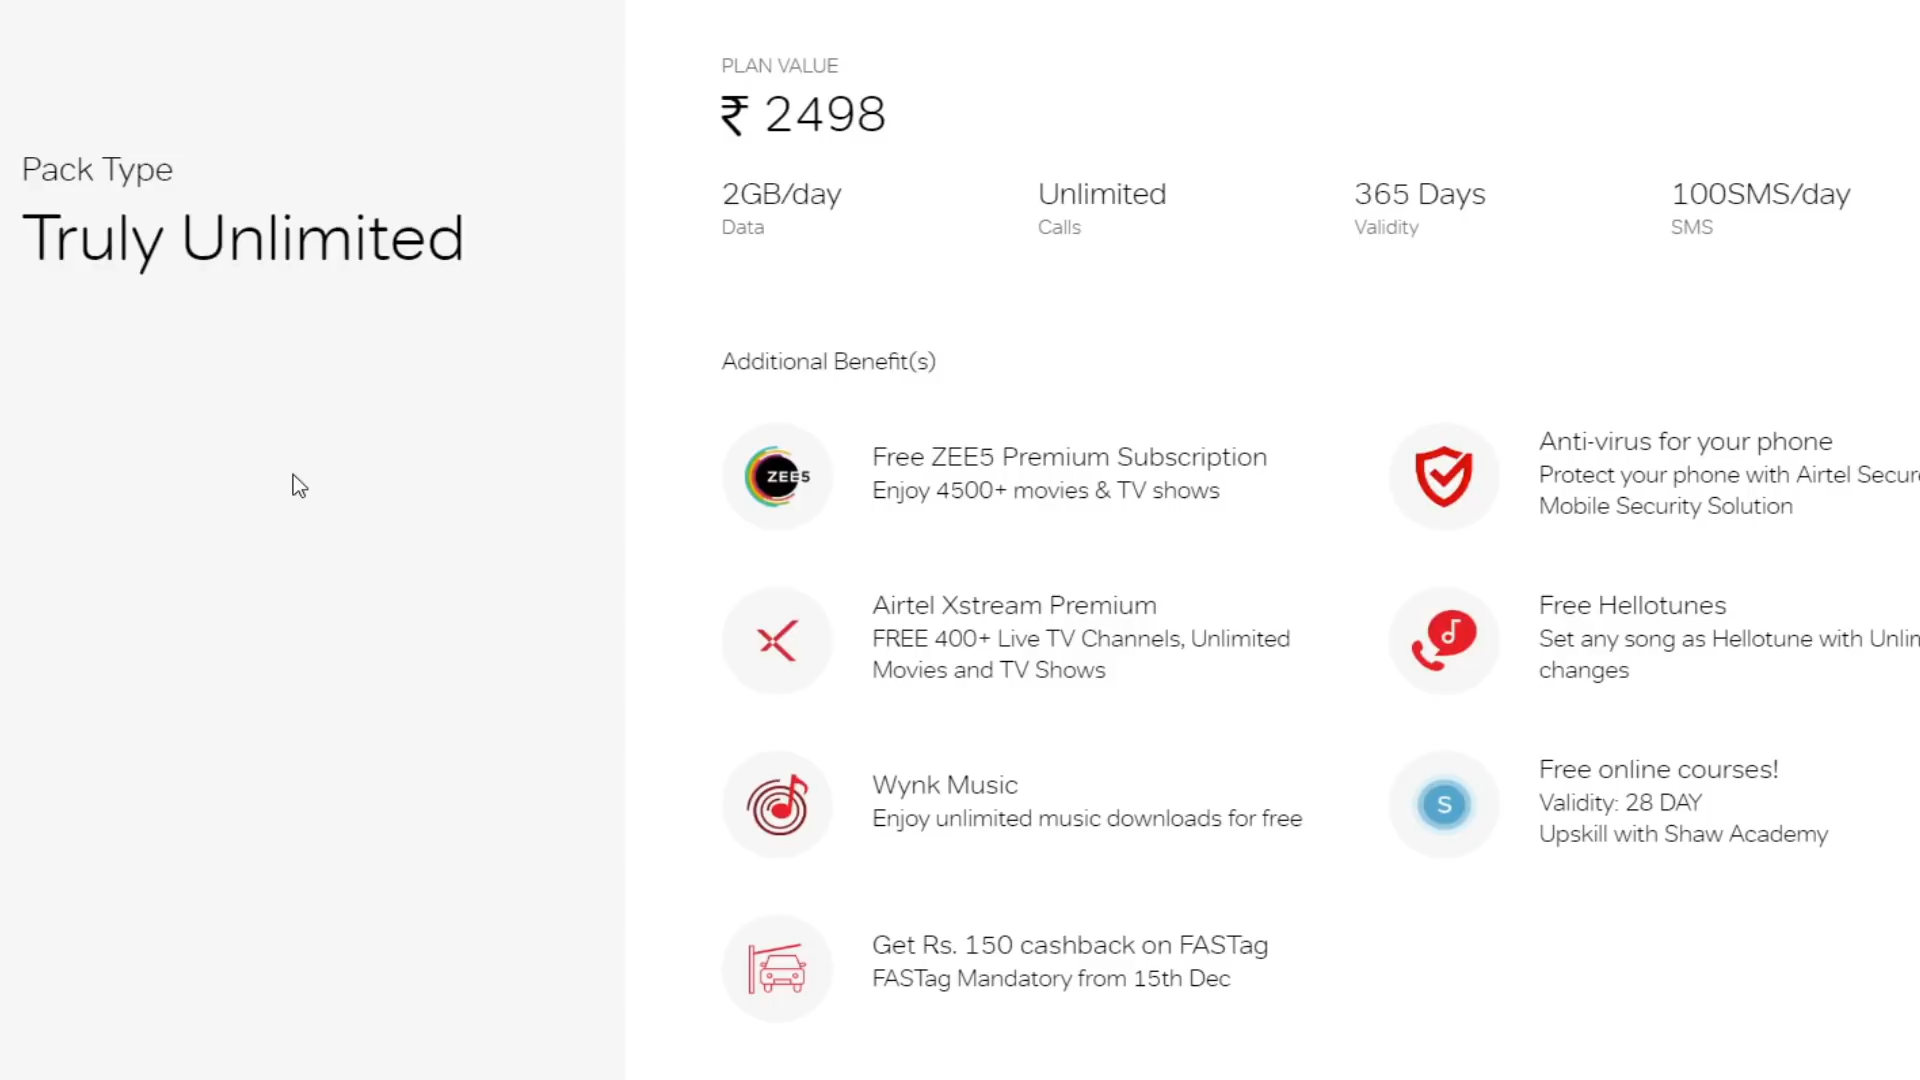 Pack Type
Truly Unlimited
PLAN VALUE
₹ 2498
2GB/day
Data
Unlimited
Calls
365 Days
Validity
100SMS/day
SMS
Additional Benefit(s)
ZEE5
Free ZEE5 Premium Subscription
Enjoy 4500+ movies & TV shows
Anti-virus for your phone
Protect your phone with Airtel Secure
Mobile Security Solution
Airtel Xstream Premium
FREE 400+ Live TV Channels, Unlimited
Movies and TV Shows
Free Hellotunes
Set any song as Hellotune with
changes
Wynk Music
Enjoy unlimited music downloads for free
S
Free online courses!
Validity: 28 DAY
Upskill with Shaw Academy
Get Rs. 150 cashback on FASTag
FASTag Mandatory from 15th Dec